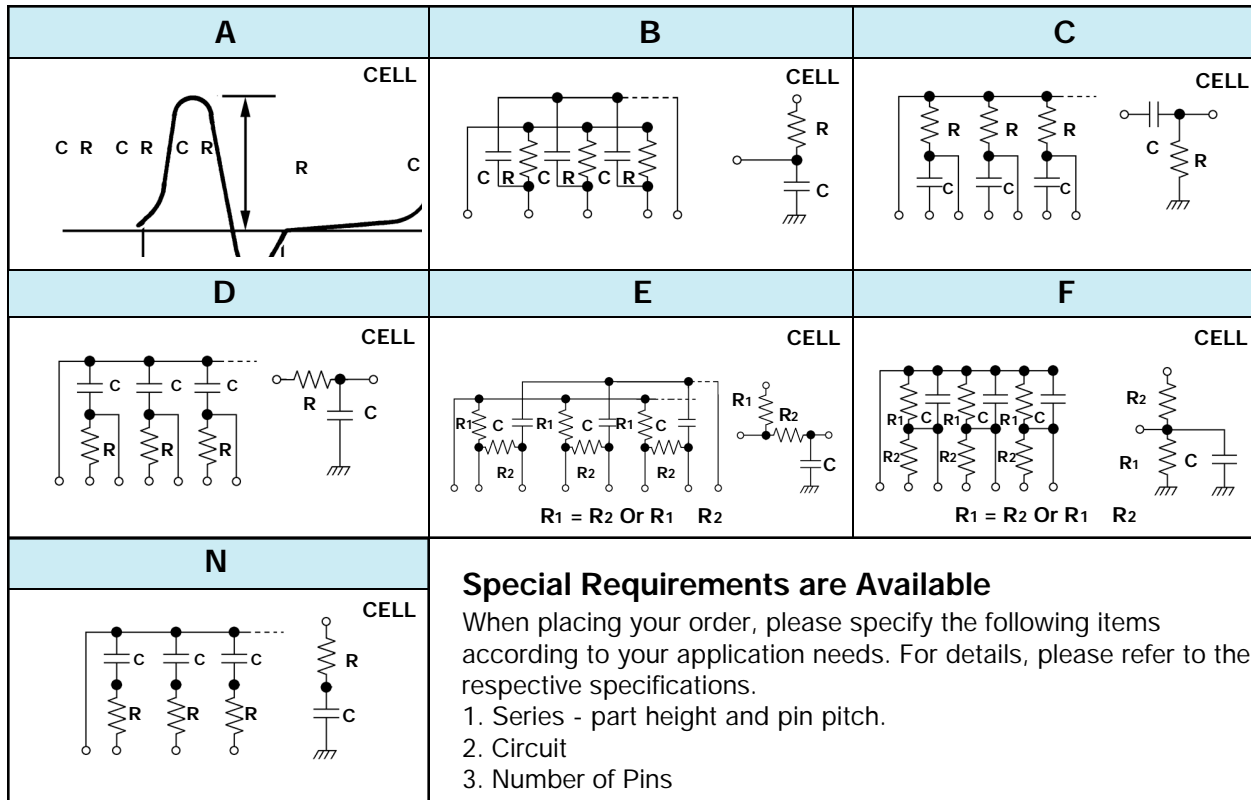 A
B
C
CELL
C R C R C R
R
C
CELL
C R C R C R
R
C
CELL
R R R
C C C
C
R
D
E
F
CELL
C C C
R R R
R
C
CELL
R1 C R1 C R1 C
R2 R2 R2
R1
R2
C
R1 = R2 Or R1 R2
CELL
R1 C R1 C R1 C
R2 R2 R2
R2
R1
C
R1 = R2 Or R1 R2
N
CELL
C C C
R R R
R
C
Special Requirements are Available
When placing your order, please specify the following items
according to your application needs. For details, please refer to the
respective specifications.
1. Series - part height and pin pitch.
2. Circuit
3. Number of Pins